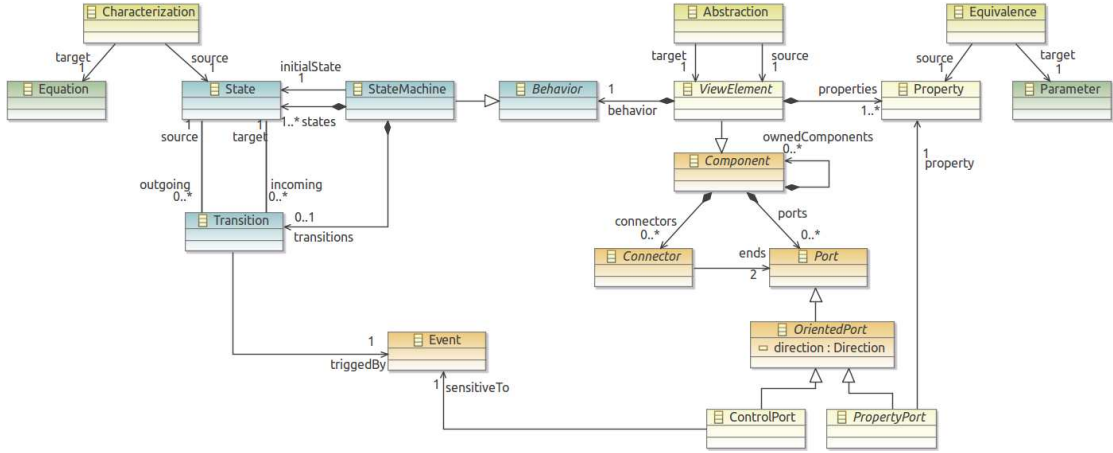 Characterization
Abstraction
Equivalence
target
1
source
1
target
1
source
1
source
1
target
1
initialState
1
Equation
State
StateMachine
Behavior
1
behavior
ViewElement
properties
1..*
Property
Parameter
1..* states
1
source
1
target
ownedComponents
0..*
Component
1
property
outgoing
0..*
incoming
0..*
Transition
0..1
transitions
connectors
0..*
ports
0..*
Connector
ends
2
Port
OrientedPort
direction : Direction
1
triggedBy
Event
1
sensitiveTo
ControlPort
PropertyPort